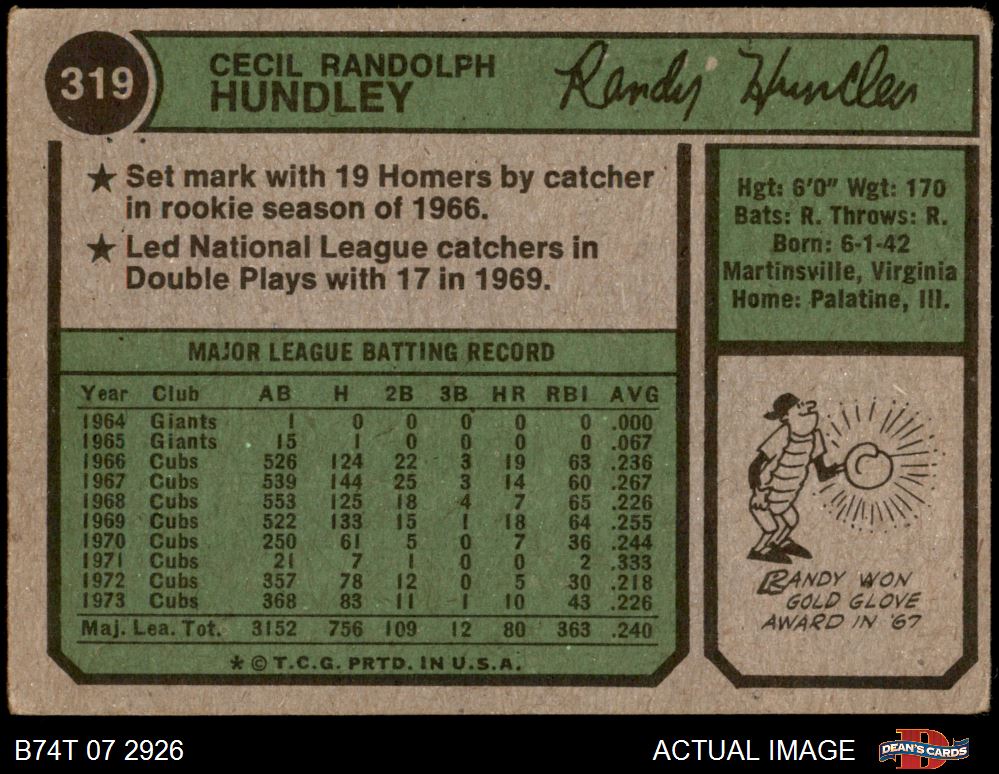 319
CECIL RANDOLPH
HUNDLEY
Randy Hundley
★ Set mark with 19 Homers by catcher
in rookie season of 1966.
★ Led National League catchers in
Double Plays with 17 in 1969.
Hgt: 6'0" Wgt: 170
Bats: R. Throws: R.
Born: 6-1-42
Martinsville, Virginia
Home: Palatine, Ill.
MAJOR LEAGUE BATTING RECORD
Year Club AB H 2B 3B HR RBI AVG
1964 Giants 1 0 0 0 0 0 .000
1965 Giants 15 1 0 0 0 0 .067
1966 Cubs 526 124 22 3 19 63 .236
1967 Cubs 539 144 25 3 14 60 .267
1968 Cubs 553 125 18 4 7 65 .226
1969 Cubs 522 133 15 1 18 64 .255
1970 Cubs 250 61 5 0 7 36 .244
1971 Cubs 21 7 1 0 0 2 .333
1972 Cubs 357 78 12 0 5 30 .218
1973 Cubs 368 83 11 1 10 43 .226
Maj. Lea. Tot. 3152 756 109 12 80 363 .240
* © T.C.G. PRTD. IN U.S.A.
RANDY WON
GOLD GLOVE
AWARD IN '67
B74T 07 2926
ACTUAL IMAGE
DEAN'S CARDS